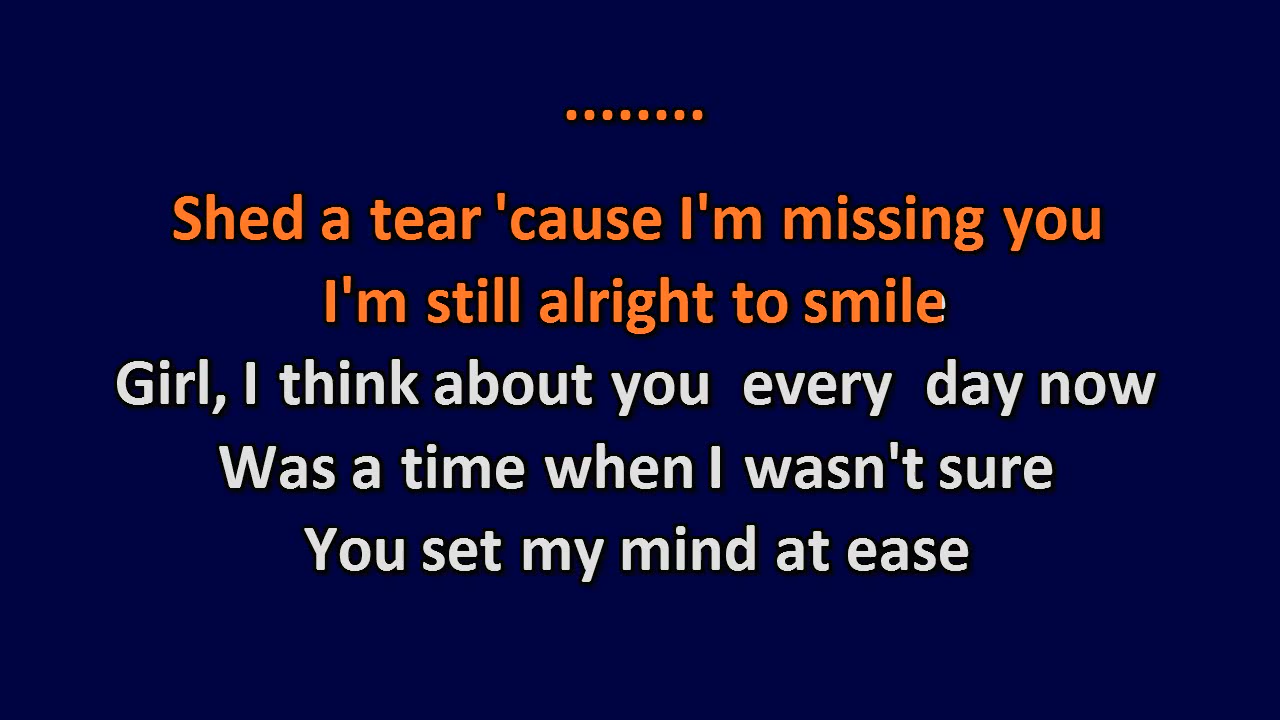 ........
Shed a tear 'cause I'm missing you
I'm still alright to smile
Girl, I think about you every day now
Was a time when I wasn't sure
You set my mind at ease